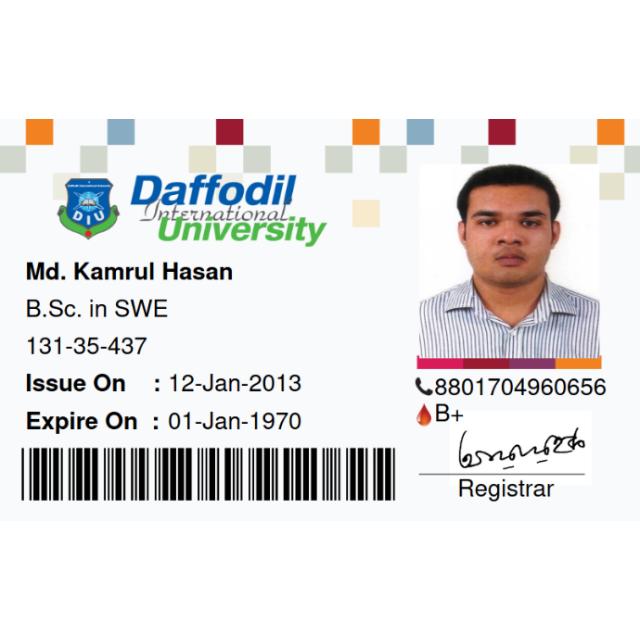 Daffodil
International
University
DIU
Md. Kamrul Hasan
B.Sc. in SWE
131-35-437
Issue On : 12-Jan-2013
Expire On : 01-Jan-1970
8801704960656
B+
Registrar